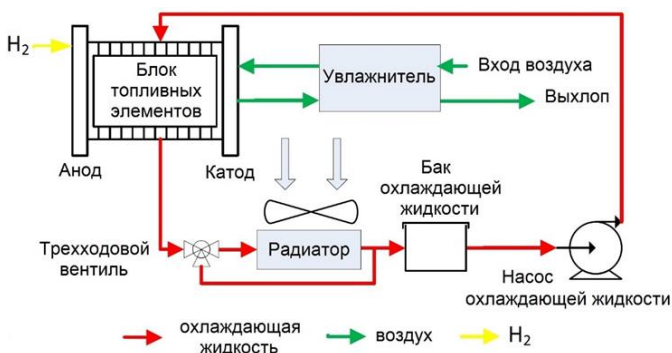 H₂
Блок
топливных
элементов
Увлажнитель
Вход воздуха
Выхлоп
Анод
Катод
Бак
охлаждающей
жидкости
Трехходовой
вентиль
Радиатор
Насос
охлаждающей жидкости
охлаждающая
жидкость
воздух
H₂